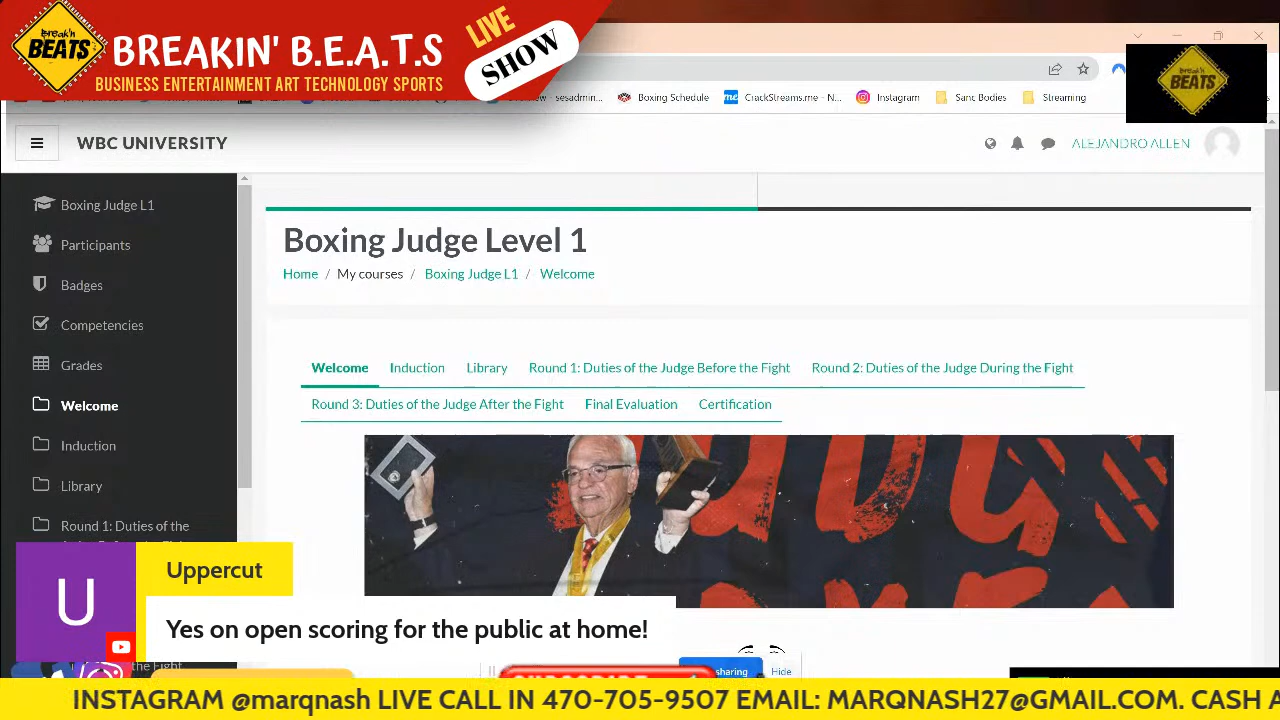 Break'n
BEATS
BREAKIN' B.E.A.T.S
BUSINESS ENTERTAINMENT ART TECHNOLOGY SPORTS
LIVE
SHOW
Break'n
BEATS
sesadmin...
Boxing Schedule
CrackStreams.me - N...
Instagram
Sanc Bodies
Streaming
WBC UNIVERSITY
ALEJANDRO ALLEN
Boxing Judge L1
Participants
Badges
Competencies
Grades
Welcome
Induction
Library
Round 1: Duties of the
Boxing Judge Level 1
Home / My courses / Boxing Judge L1 / Welcome
Welcome Induction Library Round 1: Duties of the Judge Before the Fight Round 2: Duties of the Judge During the Fight
Round 3: Duties of the Judge After the Fight Final Evaluation Certification
U
Uppercut
Yes on open scoring for the public at home!
the Fight
sharing Hide
INSTAGRAM @marqnash LIVE CALL IN 470-705-9507 EMAIL: MARQNASH27@GMAIL.COM. CASH A